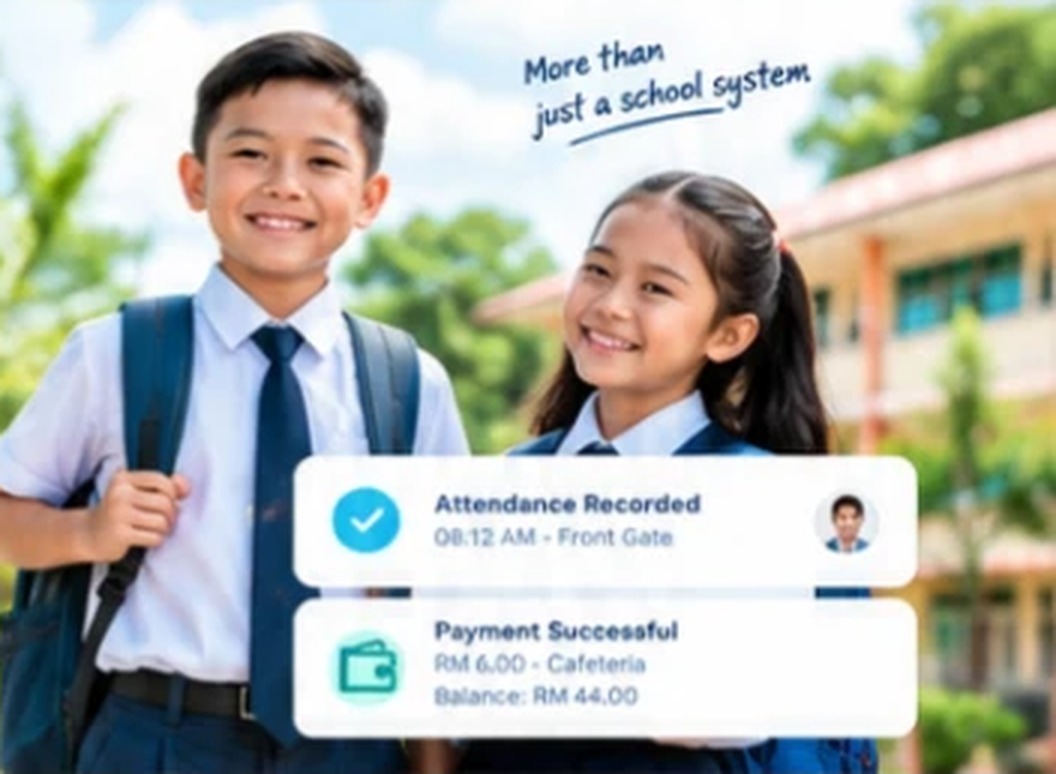 More than
just a school system
Attendance Recorded
08:12 AM - Front Gate
Payment Successful
RM 6.00 - Cafeteria
Balance: RM 44.00